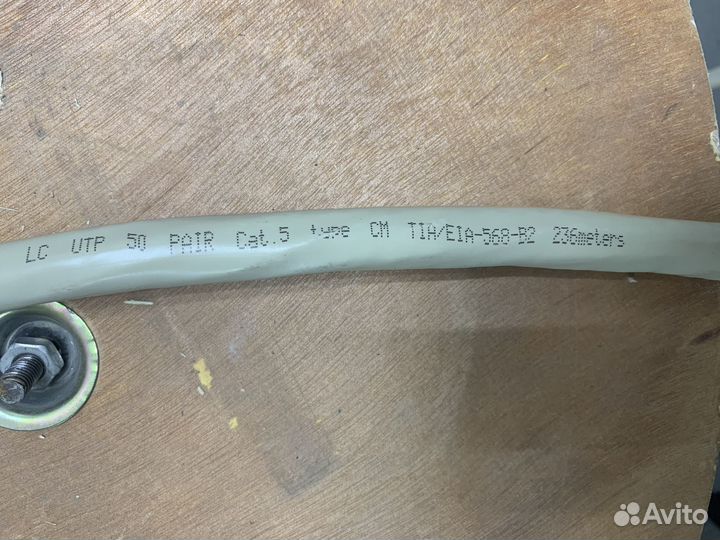 LC UTP 50 PAIR Cat.5 type CM TIA/EIA-568-B2 236meters
Avito